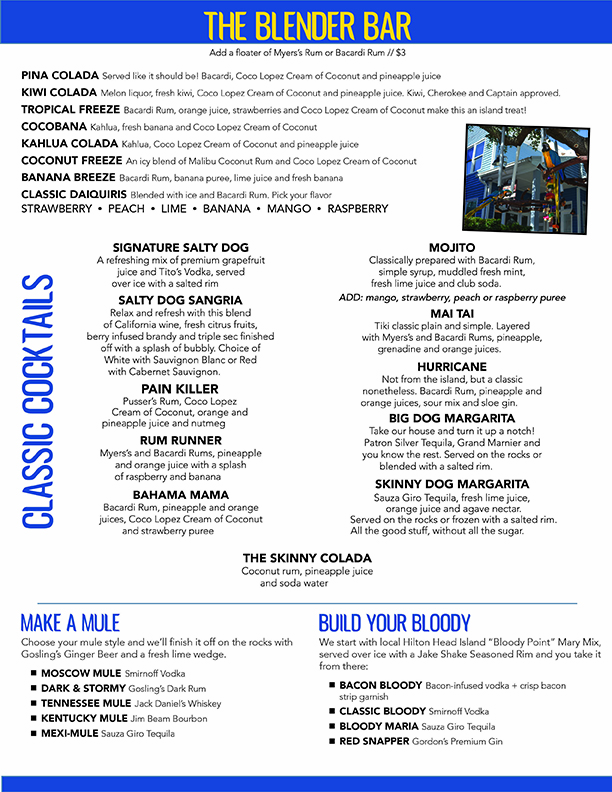 THE BLENDER BAR
Add a floater of Myers's Rum or Bacardi Rum // $3
PINA COLADA Served like it should be! Bacardi, Coco Lopez Cream of Coconut and pineapple juice
KIWI COLADA Melon liquor, fresh kiwi, Coco Lopez Cream of Coconut and pineapple juice. Kiwi, Cherokee and Captain approved.
TROPICAL FREEZE Bacardi Rum, orange juice, strawberries and Coco Lopez Cream of Coconut make this an island treat!
COCOBANA Kahlua, fresh banana and Coco Lopez Cream of Coconut
KAHLUA COLADA Kahlua, Coco Lopez Cream of Coconut and pineapple juice
COCONUT FREEZE An icy blend of Malibu Coconut Rum and Coco Lopez Cream of Coconut
BANANA BREEZE Bacardi Rum, banana puree, lime juice and fresh banana
CLASSIC DAIQUIRIS Blended with ice and Bacardi Rum. Pick your flavor
STRAWBERRY • PEACH • LIME • BANANA • MANGO • RASPBERRY
CLASSIC COCKTAILS
SIGNATURE SALTY DOG
A refreshing mix of premium grapefruit
juice and Tito's Vodka, served
over ice with a salted rim
SALTY DOG SANGRIA
Relax and refresh with this blend
of California wine, fresh citrus fruits,
berry infused brandy and triple sec finished
off with a splash of bubbly. Choice of
White with Sauvignon Blanc or Red
with Cabernet Sauvignon.
PAIN KILLER
Pusser's Rum, Coco Lopez
Cream of Coconut, orange and
pineapple juice and nutmeg
RUM RUNNER
Myers's and Bacardi Rums, pineapple
and orange juice with a splash
of raspberry and banana
BAHAMA MAMA
Bacardi Rum, pineapple and orange
juices, Coco Lopez Cream of Coconut
and strawberry puree
MOJITO
Classically prepared with Bacardi Rum,
simple syrup, muddled fresh mint,
fresh lime juice and club soda.
ADD: mango, strawberry, peach or raspberry puree
MAI TAI
Tiki classic plain and simple. Layered
with Myers's and Bacardi Rums, pineapple,
grenadine and orange juices.
HURRICANE
Not from the island, but a classic
nonetheless. Bacardi Rum, pineapple and
orange juices, sour mix and sloe gin.
BIG DOG MARGARITA
Take our house and turn it up a notch!
Patron Silver Tequila, Grand Marnier and
you know the rest. Served on the rocks or
blended with a salted rim.
SKINNY DOG MARGARITA
Sauza Giro Tequila, fresh lime juice,
orange juice and agave nectar.
Served on the rocks or frozen with a salted rim.
All the good stuff, without all the sugar.
THE SKINNY COLADA
Coconut rum, pineapple juice
and soda water
MAKE A MULE
Choose your mule style and we'll finish it off on the rocks with
Gosling's Ginger Beer and a fresh lime wedge.
■ MOSCOW MULE Smirnoff Vodka
■ DARK & STORMY Gosling's Dark Rum
■ TENNESSEE MULE Jack Daniel's Whiskey
■ KENTUCKY MULE Jim Beam Bourbon
■ MEXI-MULE Sauza Giro Tequila
BUILD YOUR BLOODY
We start with local Hilton Head Island "Bloody Point" Mary Mix,
served over ice with a Jake Shake Seasoned Rim and you take it
from there:
■ BACON BLOODY Bacon-infused vodka + crisp bacon
strip garnish
■ CLASSIC BLOODY Smirnoff Vodka
■ BLOODY MARIA Sauza Giro Tequila
■ RED SNAPPER Gordon's Premium Gin